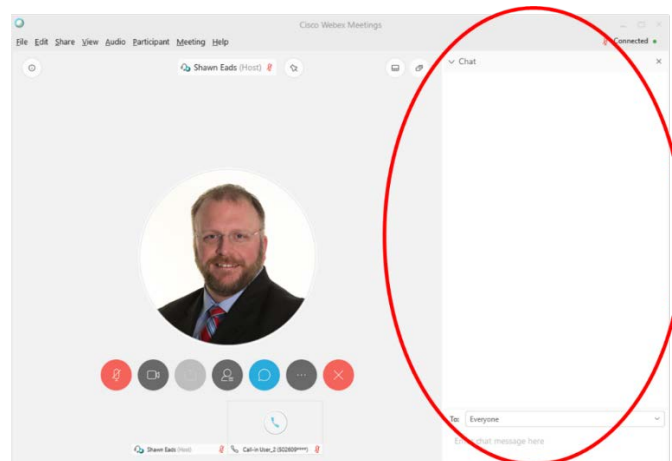 Cisco Webex Meetings
File Edit Share View Audio Participant Meeting Help
Connected
Shawn Eads (Host)
Chat
To: Everyone
Enter chat message here
Shawn Eads (Host)
Call-in User_2